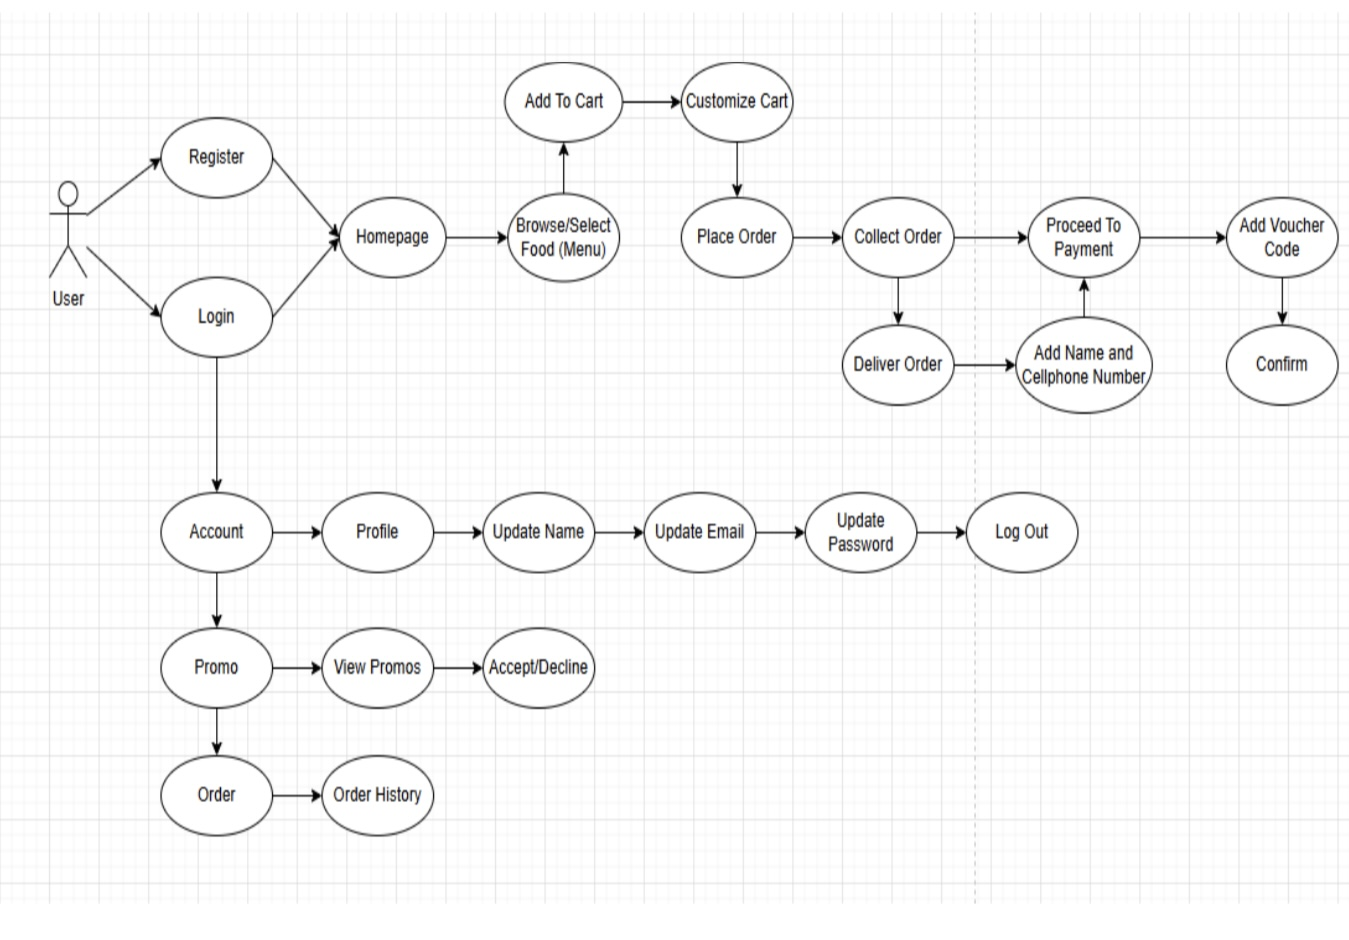 Add To Cart
Customize Cart
Register
User
Login
Homepage
Browse/Select
Food (Menu)
Place Order
Collect Order
Proceed To
Payment
Add Voucher
Code
Deliver Order
Add Name and
Cellphone Number
Confirm
Account
Profile
Update Name
Update Email
Update
Password
Log Out
Promo
View Promos
Accept/Decline
Order
Order History